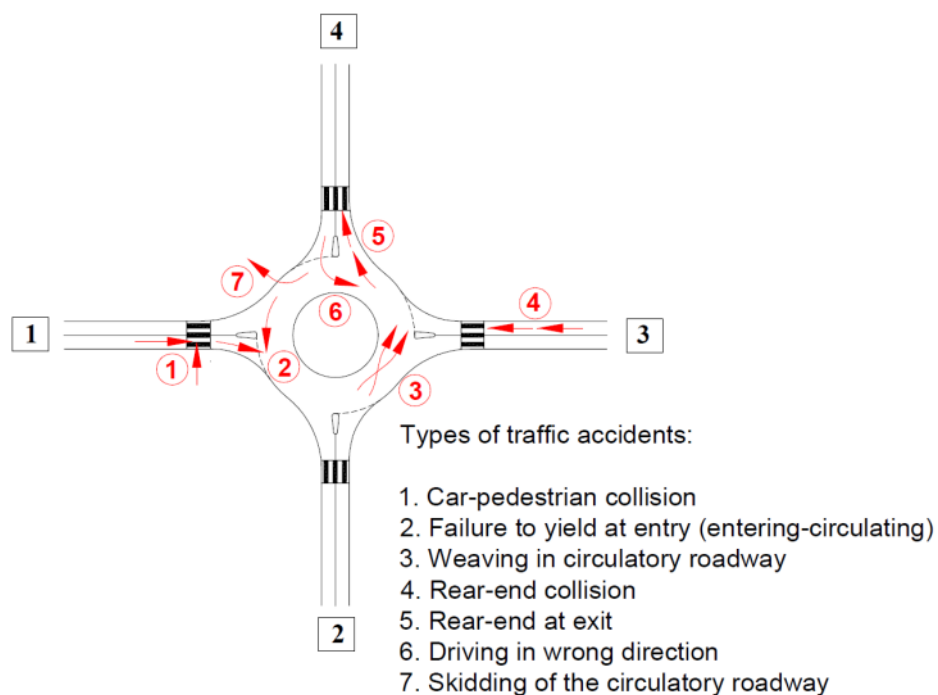 4
5
7
6
4
1
3
2
1
3
Types of traffic accidents:
1. Car-pedestrian collision
2. Failure to yield at entry (entering-circulating)
3. Weaving in circulatory roadway
4. Rear-end collision
5. Rear-end at exit
6. Driving in wrong direction
7. Skidding of the circulatory roadway
2